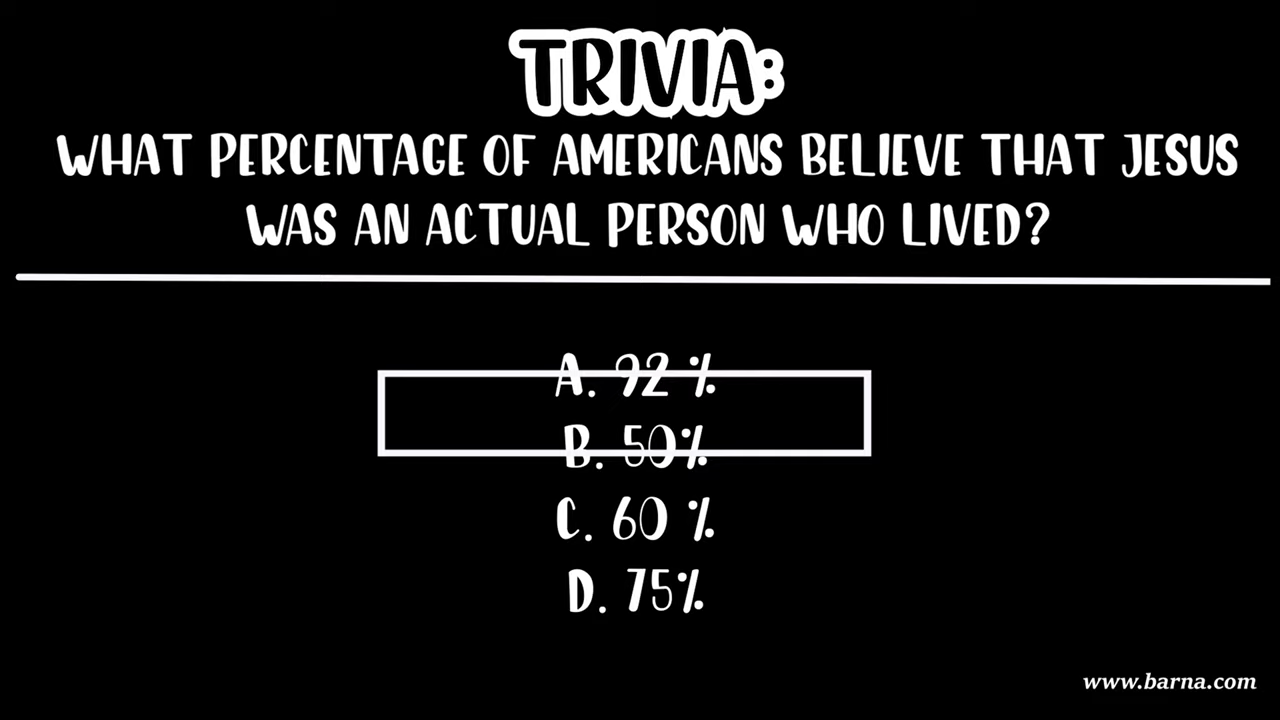 TRIVIA:
WHAT PERCENTAGE OF AMERICANS BELIEVE THAT JESUS
WAS AN ACTUAL PERSON WHO LIVED?
A. 92 %
B. 50%
C. 60 %
D. 75%
www.barna.com